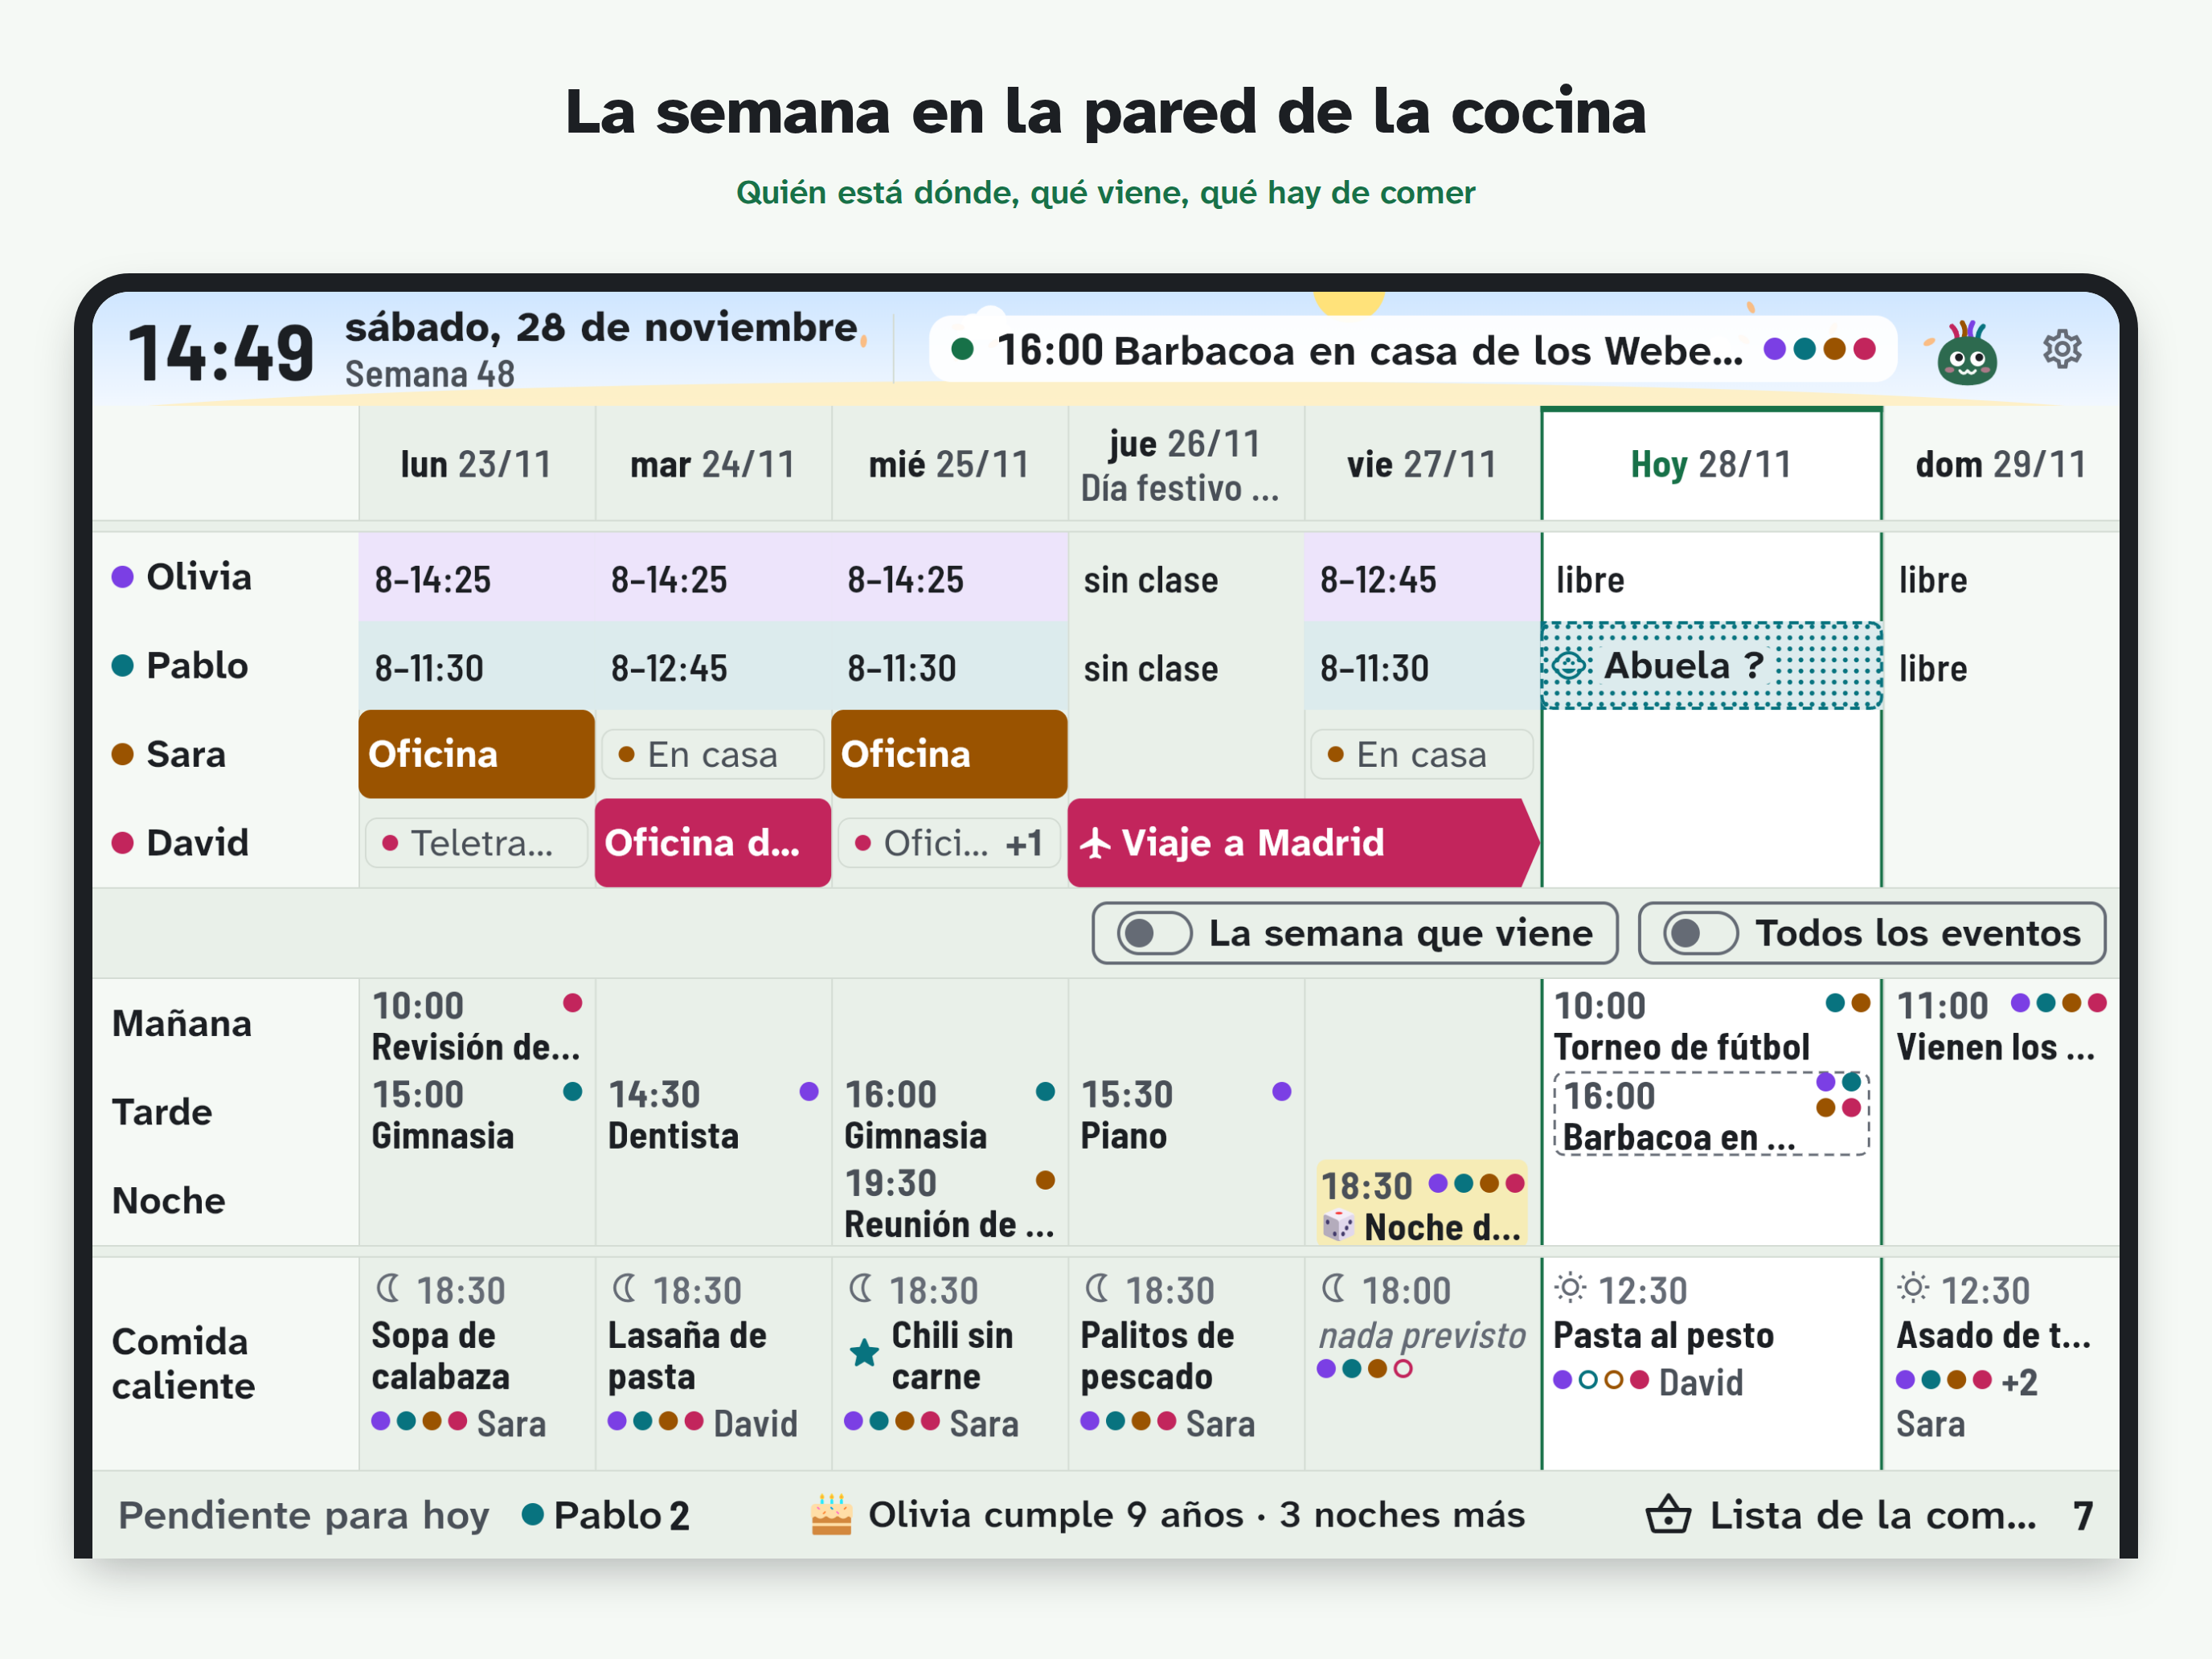 La semana en la pared de la cocina
Quién está dónde, qué viene, qué hay de comer
14:49
sábado, 28 de noviembre
Semana 48
16:00 Barbacoa en casa de los Webe...
lun 23/11
mar 24/11
mié 25/11
jue 26/11
Día festivo ...
vie 27/11
Hoy 28/11
dom 29/11
Olivia
8–14:25
8–14:25
8–14:25
sin clase
8–12:45
libre
libre
Pablo
8–11:30
8–12:45
8–11:30
sin clase
8–11:30
Abuela ?
libre
Sara
Oficina
En casa
Oficina
En casa
David
Teletra...
Oficina d...
Ofici... +1
Viaje a Madrid
La semana que viene
Todos los eventos
Mañana
10:00
Revisión de...
10:00
Torneo de fútbol
11:00
Vienen los ...
Tarde
15:00
Gimnasia
14:30
Dentista
16:00
Gimnasia
15:30
Piano
16:00
Barbacoa en ...
Noche
19:30
Reunión de ...
18:30
Noche d...
Comida
caliente
18:30
Sopa de
calabaza
Sara
18:30
Lasaña de
pasta
David
18:30
Chili sin
carne
Sara
18:30
Palitos de
pescado
Sara
18:00
nada previsto
12:30
Pasta al pesto
David
12:30
Asado de t...
+2
Sara
Pendiente para hoy
Pablo 2
Olivia cumple 9 años · 3 noches más
Lista de la com... 7